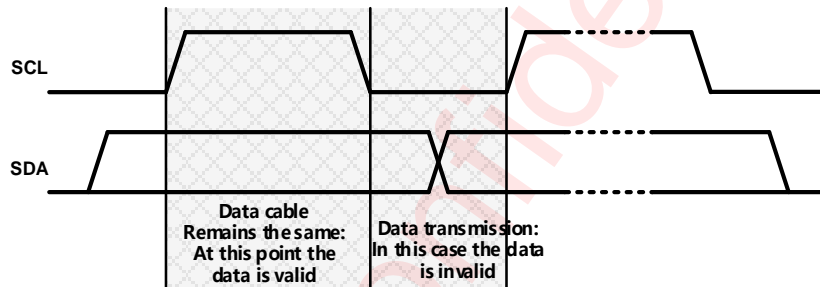 SCL
SDA
Data cable
Remains the same:
At this point the
data is valid
Data transmission:
In this case the data
is invalid